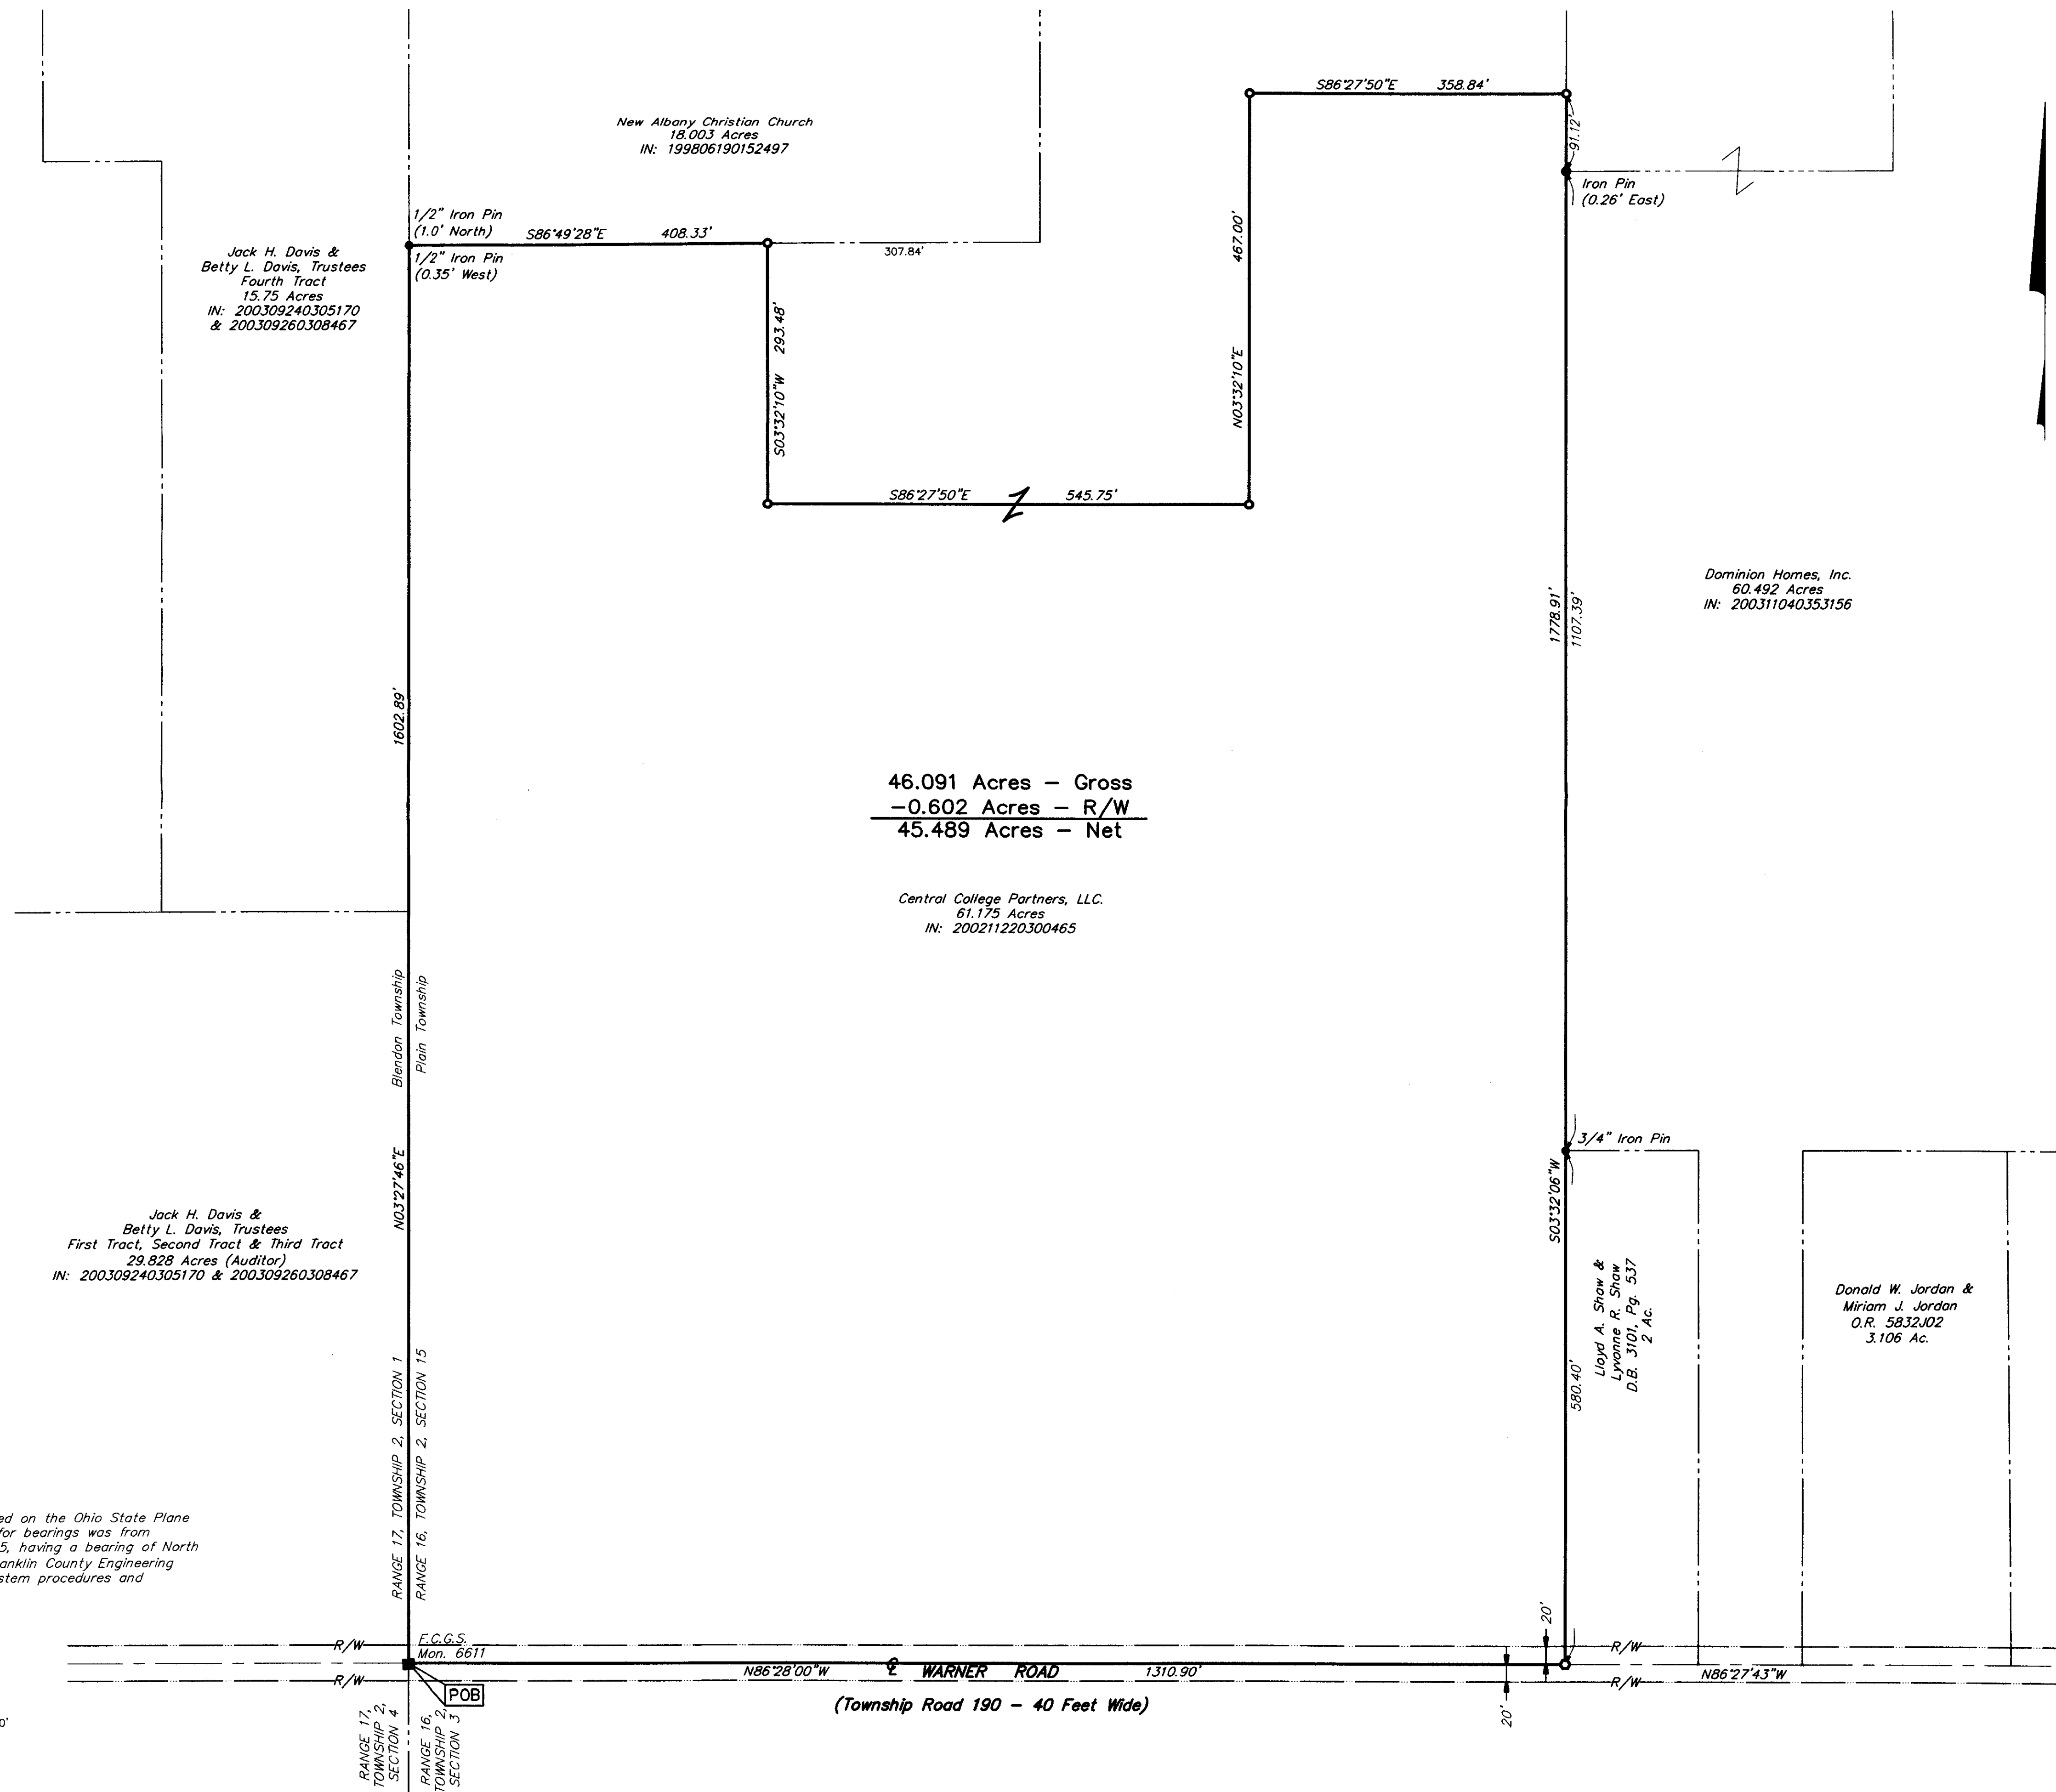 S86°27'50"E 358.84'
91.12'
New Albany Christian Church
18.003 Acres
IN: 199806190152497
Iron Pin
(0.26' East)
1/2" Iron Pin
(1.0' North)
S86°49'28"E 408.33'
307.84'
1/2" Iron Pin
(0.35' West)
Jack H. Davis &
Betty L. Davis, Trustees
Fourth Tract
15.75 Acres
IN: 200309240305170
& 200309260308467
S03°32'10"W 293.48'
N03°32'10"E 467.00'
S86°27'50"E 545.75'
Dominion Homes, Inc.
60.492 Acres
IN: 200311040353156
1778.91'
1107.39'
1602.89'
46.091 Acres – Gross
-0.602 Acres – R/W
45.489 Acres – Net
Central College Partners, LLC.
61.175 Acres
IN: 200211220300465
Blendon Township
Plain Township
3/4" Iron Pin
N03°27'46"E
S03°32'06"W
Jack H. Davis &
Betty L. Davis, Trustees
First Tract, Second Tract & Third Tract
29.828 Acres (Auditor)
IN: 200309240305170 & 200309260308467
Lloyd A. Shaw &
Lyvonne R. Shaw
D.B. 3101, Pg. 537
2 Ac.
Donald W. Jordan &
Miriam J. Jordan
O.R. 5832J02
3.106 Ac.
580.40'
RANGE 17, TOWNSHIP 2, SECTION 1
RANGE 16, TOWNSHIP 2, SECTION 15
ed on the Ohio State Plane
for bearings was from
5, having a bearing of North
anklin County Engineering
stem procedures and
20'
R/W
F.C.G.S.
Mon. 6611
R/W
N86°28'00"W ℄ WARNER ROAD 1310.90'
N86°27'43"W
R/W
R/W
POB
(Township Road 190 – 40 Feet Wide)
20'
0'
RANGE 17,
TOWNSHIP 2,
SECTION 4
RANGE 16,
TOWNSHIP 2,
SECTION 3